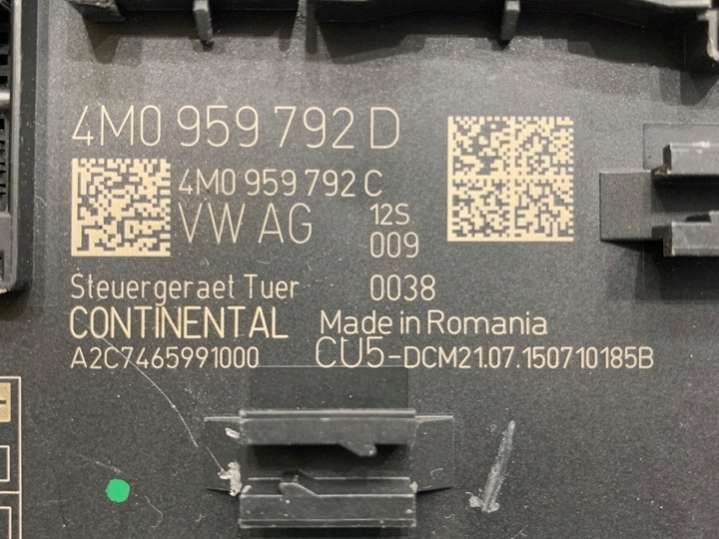 4M0 959 792 D
4M0 959 792 C
VW AG 12S
009
Steuergeraet Tuer 0038
CONTINENTAL Made in Romania
A2C7465991000 CU5-DCM21.07.150710185B